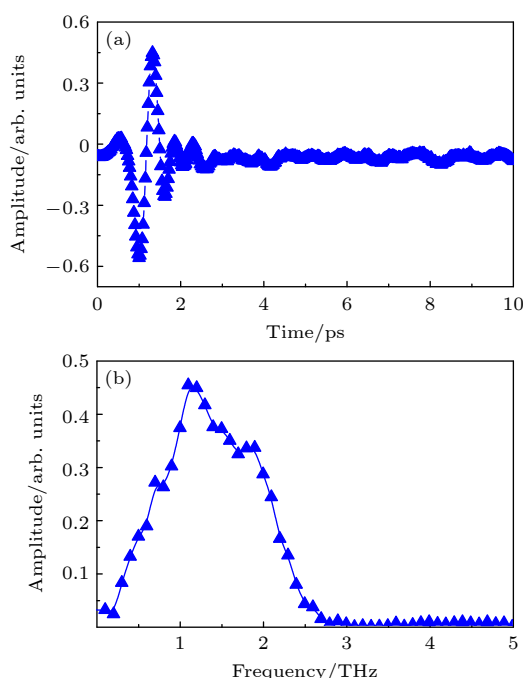 (a)
Amplitude/arb. units
0.6
0.3
0
−0.3
−0.6
0 2 4 6 8 10
Time/ps
(b)
Amplitude/arb. units
0.5
0.4
0.3
0.2
0.1
1 2 3 4 5
Frequency/THz